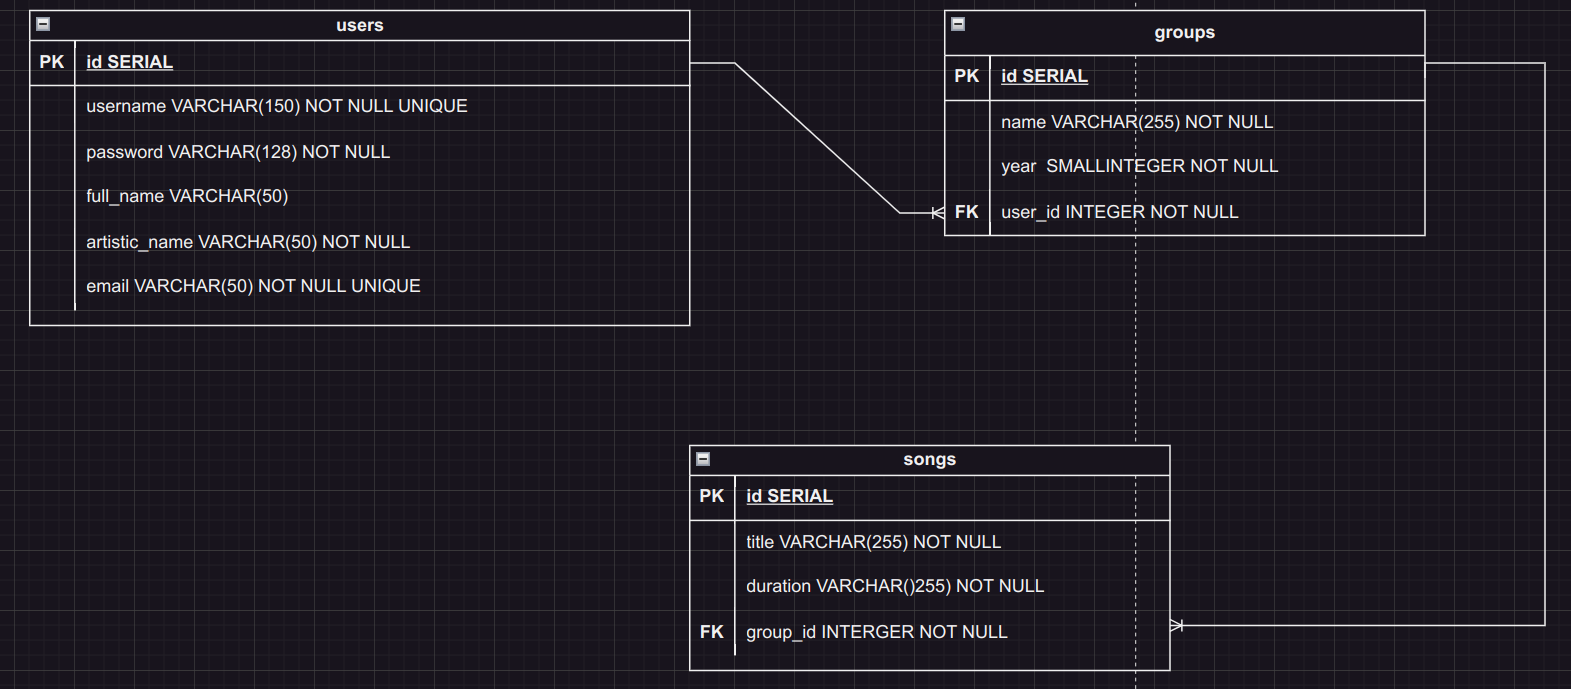 users
PK id SERIAL
username VARCHAR(150) NOT NULL UNIQUE
password VARCHAR(128) NOT NULL
full_name VARCHAR(50)
artistic_name VARCHAR(50) NOT NULL
email VARCHAR(50) NOT NULL UNIQUE
groups
PK id SERIAL
name VARCHAR(255) NOT NULL
year  SMALLINTEGER NOT NULL
FK user_id INTEGER NOT NULL
songs
PK id SERIAL
title VARCHAR(255) NOT NULL
duration VARCHAR()255) NOT NULL
FK group_id INTERGER NOT NULL